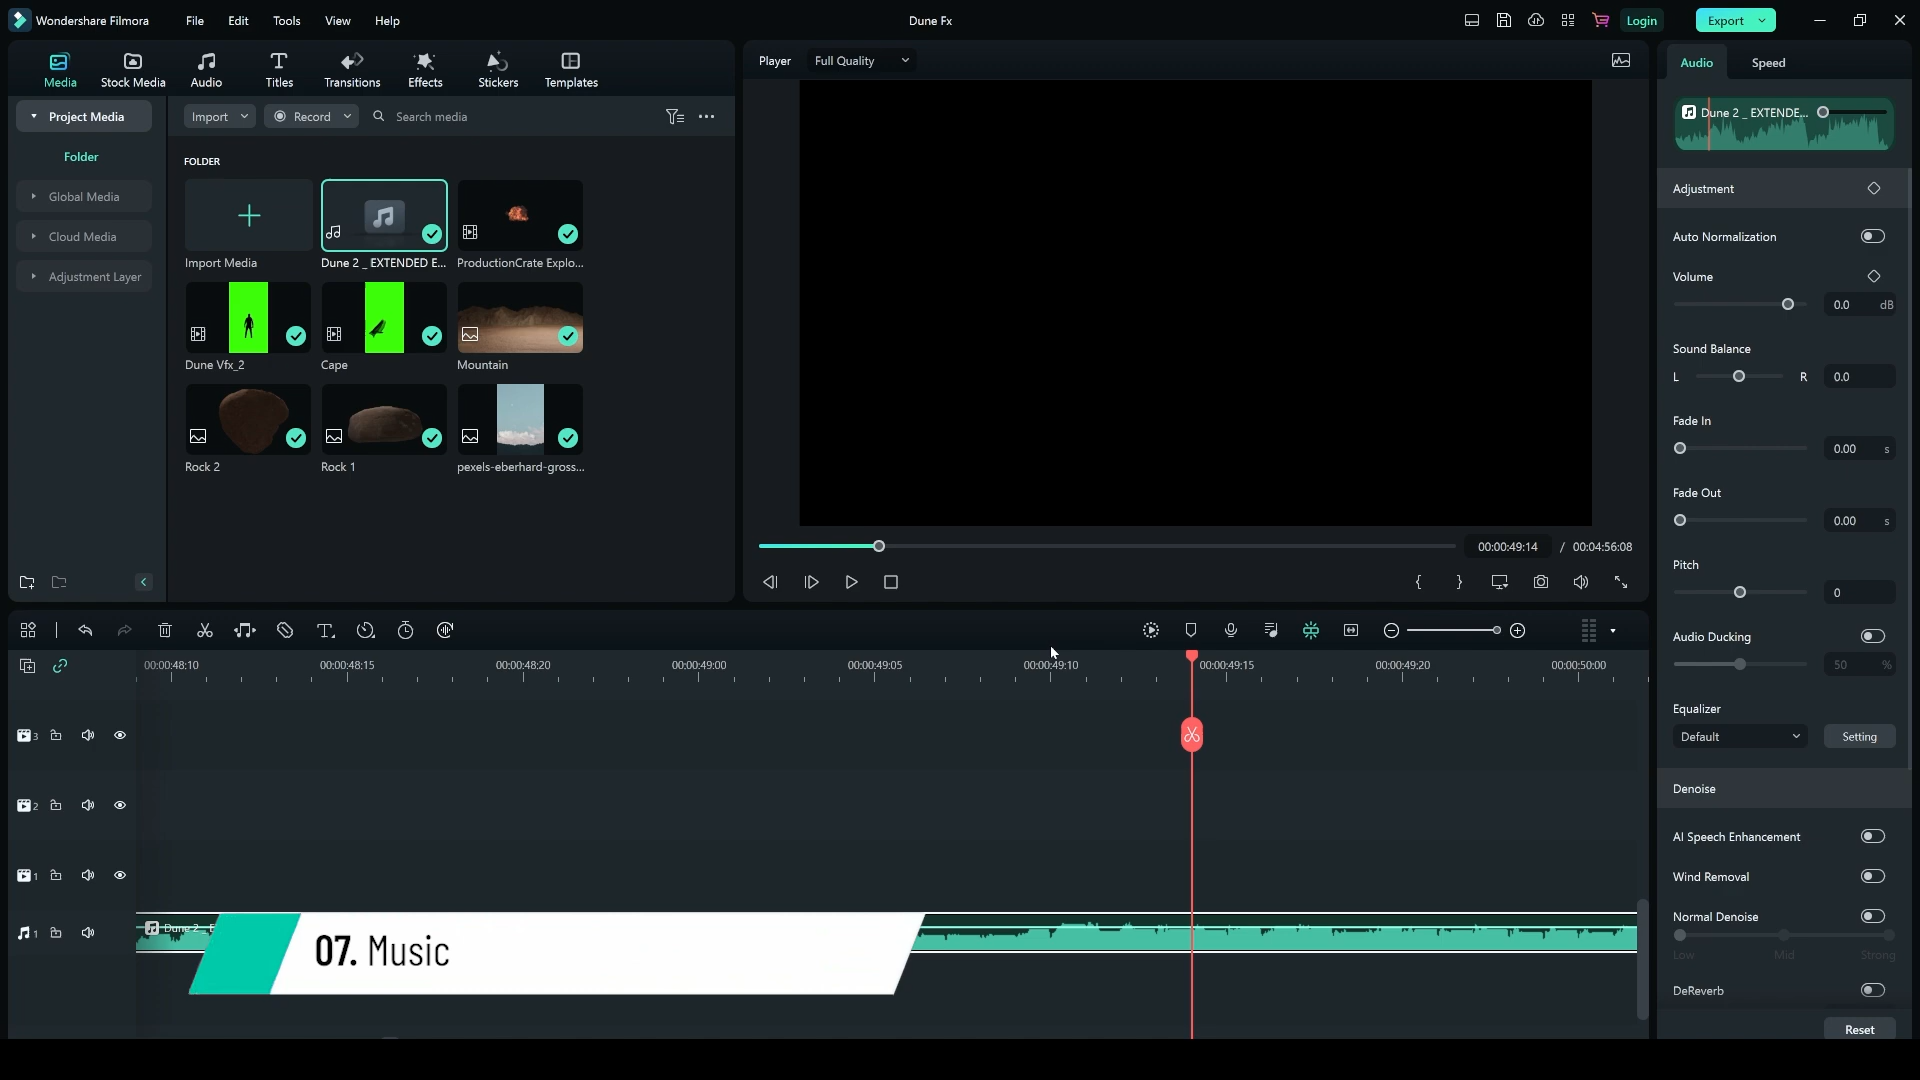 Wondershare Filmora
File
Edit
Tools
View
Help
Dune Fx
Login
Export
Media
Stock Media
Audio
Titles
Transitions
Effects
Stickers
Templates
Player
Full Quality
Audio
Speed
Project Media
Import
Record
Search media
Dune 2 _ EXTENDE...
Folder
FOLDER
Global Media
Cloud Media
Adjustment Layer
Import Media
Dune 2 _ EXTENDED E...
ProductionCrate Explo...
Dune Vfx_2
Cape
Mountain
Rock 2
Rock 1
pexels-eberhard-gross...
00:00:49:14 / 00:04:56:08
Adjustment
Auto Normalization
Volume
0.0 dB
Sound Balance
L R 0.0
Fade In
0.00 s
Fade Out
0.00 s
Pitch
0
Audio Ducking
50 %
Equalizer
Default
Setting
Denoise
AI Speech Enhancement
Wind Removal
Normal Denoise
Low Mid Strong
DeReverb
Reset
00:00:48:10
00:00:48:15
00:00:48:20
00:00:49:00
00:00:49:05
00:00:49:10
00:00:49:15
00:00:49:20
00:00:50:00
3
2
1
1
Dune 2 _ E
07. Music